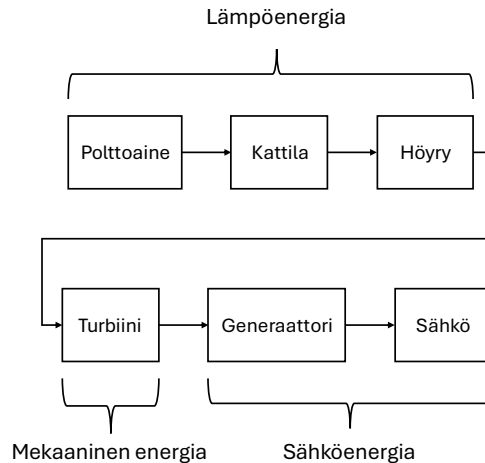 Lämpöenergia
Polttoaine
Kattila
Höyry
Turbiini
Generaattori
Sähkö
Mekaaninen energia
Sähköenergia